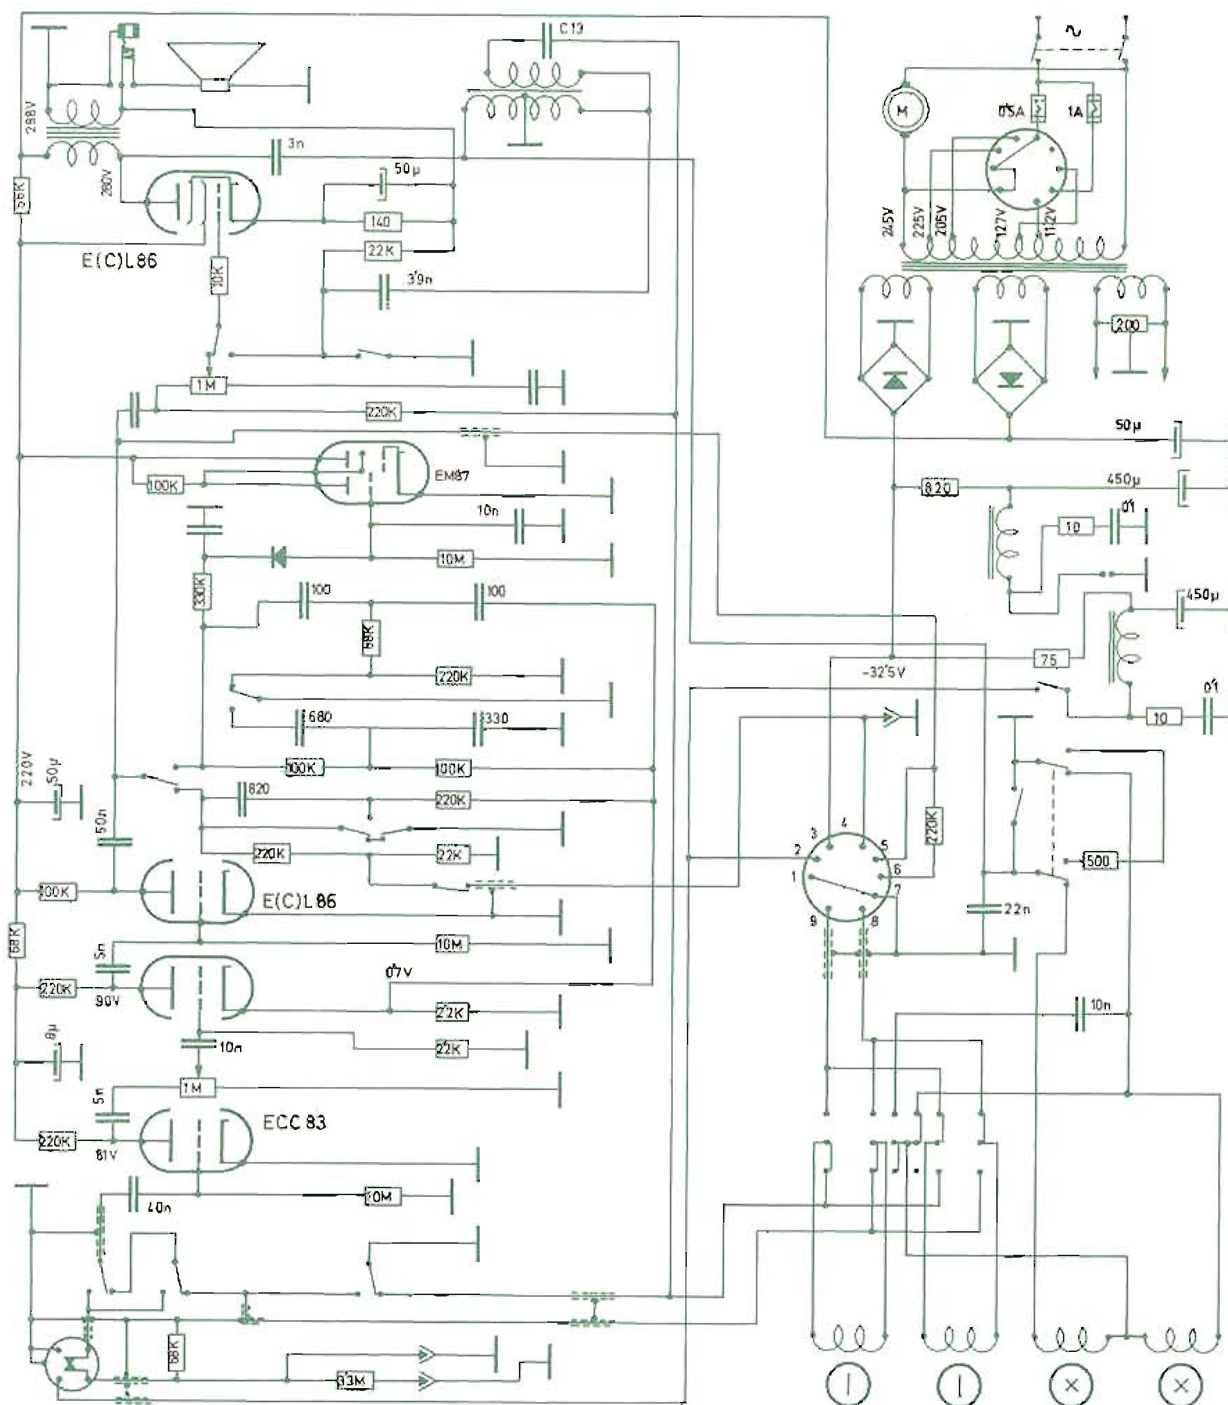 C13
298V
3n
50µ
M
0'5A
1A
56K
280V
140
245V
225V
205V
127V
112V
E(C)L86
10K
22K
3'9n
200
1M
220K
50µ
100K
EM87
820
450µ
10n
10
0'1
10M
330K
100
100
450µ
68K
220K
75
-32'5V
680
330
10
0'1
220V
50µ
100K
100K
820
220K
220K
50n
220K
22K
1
2
3
4
5
6
7
8
9
500
100K
E(C)L86
22n
68K
5n
10M
220K
90V
0'7V
2'2K
10n
8µ
10n
22K
1M
5n
ECC 83
220K
81V
40n
10M
68K
33M